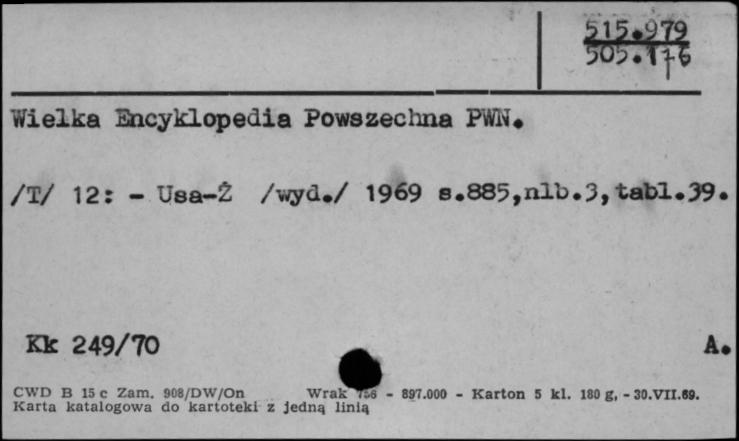 515.979
505.176
Wielka Encyklopedia Powszechna PWN.
/T/ 12: - Usa-Ż /wyd./ 1969 s.885,nlb.3,tabl.39.
Kk 249/70 A.
CWD B 15 c Zam. 908/DW/On Wrak 756 - 897.000 - Karton 5 kl. 180 g, - 30.VII.69.
Karta katalogowa do kartoteki z jedną linią